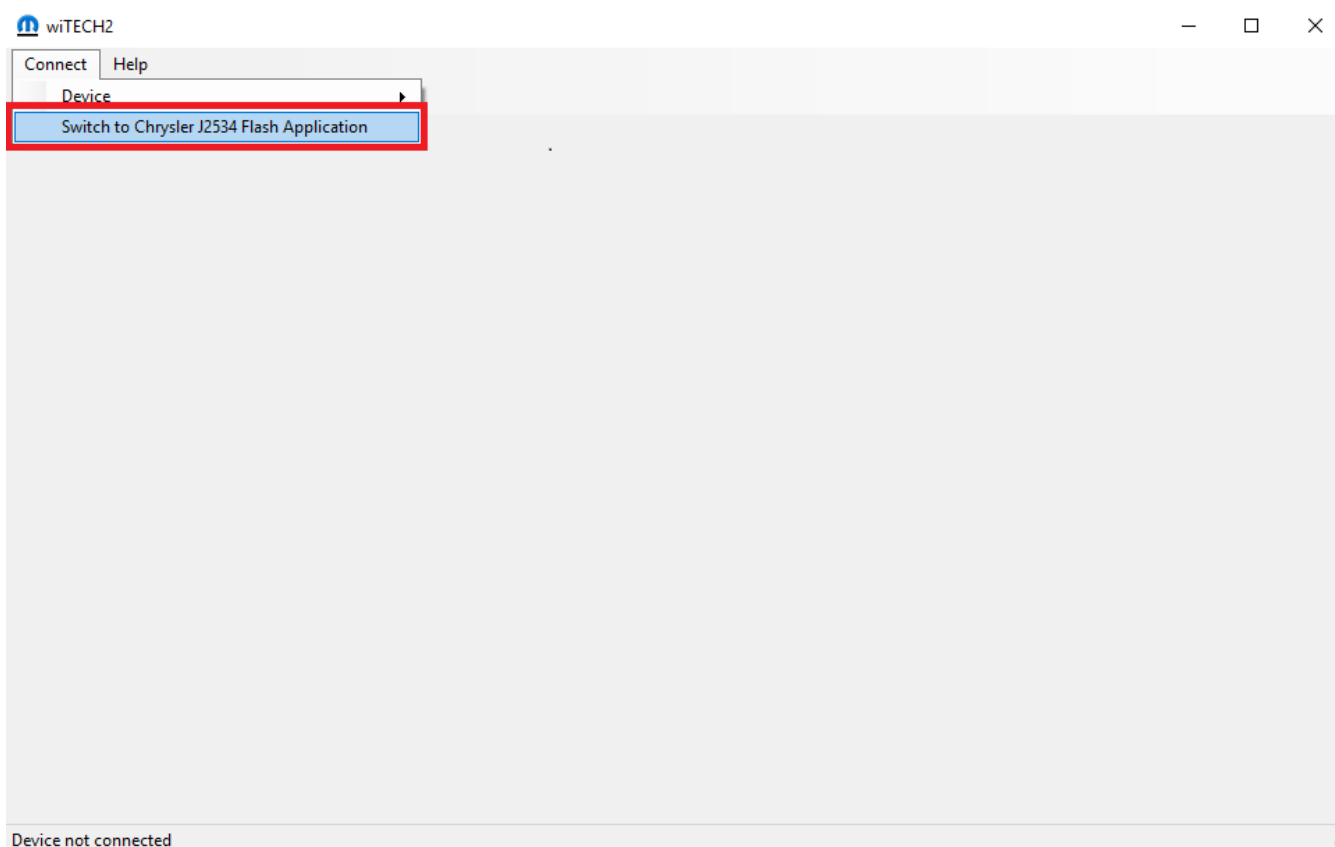 wiTECH2
Connect Help
Device
Switch to Chrysler J2534 Flash Application
Device not connected